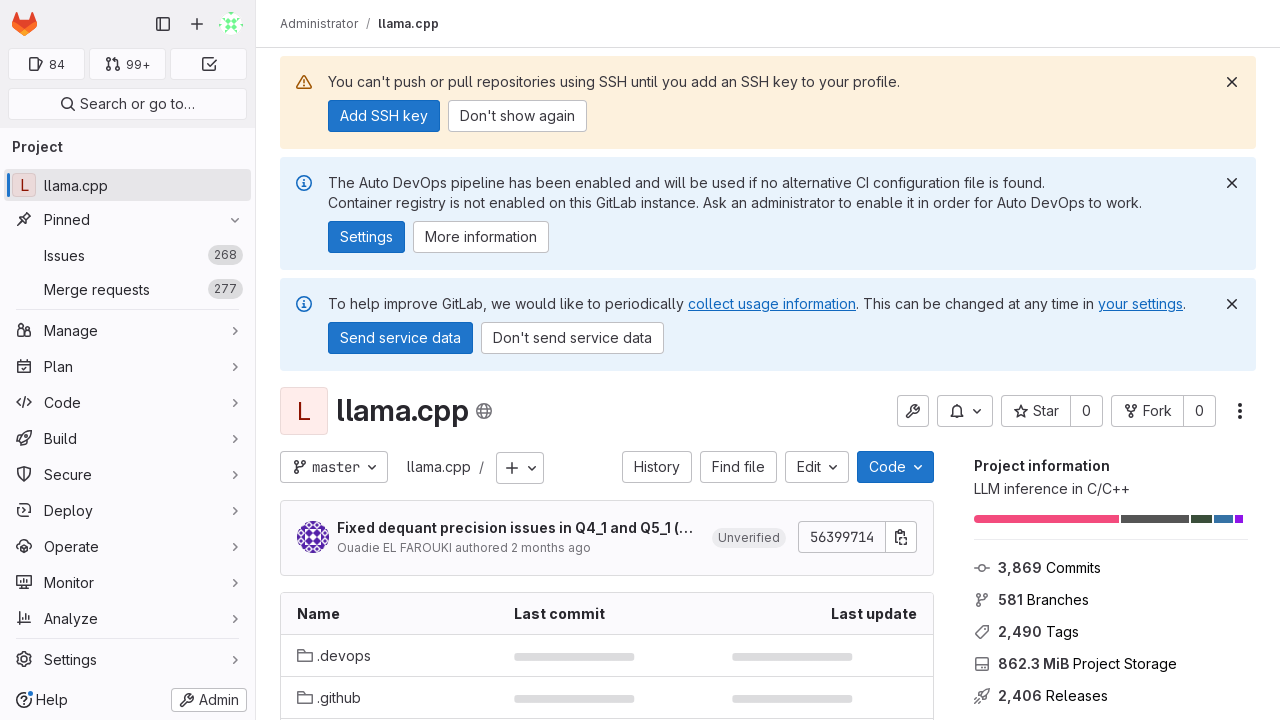 Administrator / llama.cpp
84
99+
Search or go to…
Project
L llama.cpp
Pinned
Issues 268
Merge requests 277
Manage
Plan
Code
Build
Secure
Deploy
Operate
Monitor
Analyze
Settings
Help
Admin
You can't push or pull repositories using SSH until you add an SSH key to your profile.
Add SSH key Don't show again
The Auto DevOps pipeline has been enabled and will be used if no alternative CI configuration file is found.
Container registry is not enabled on this GitLab instance. Ask an administrator to enable it in order for Auto DevOps to work.
Settings More information
To help improve GitLab, we would like to periodically collect usage information. This can be changed at any time in your settings.
Send service data Don't send service data
L llama.cpp
Star 0 Fork 0
master llama.cpp / History Find file Edit Code
Fixed dequant precision issues in Q4_1 and Q5_1 (…
Ouadie EL FAROUKI authored 2 months ago
Unverified 56399714
Name Last commit Last update
.devops
.github
Project information
LLM inference in C/C++
3,869 Commits
581 Branches
2,490 Tags
862.3 MiB Project Storage
2,406 Releases